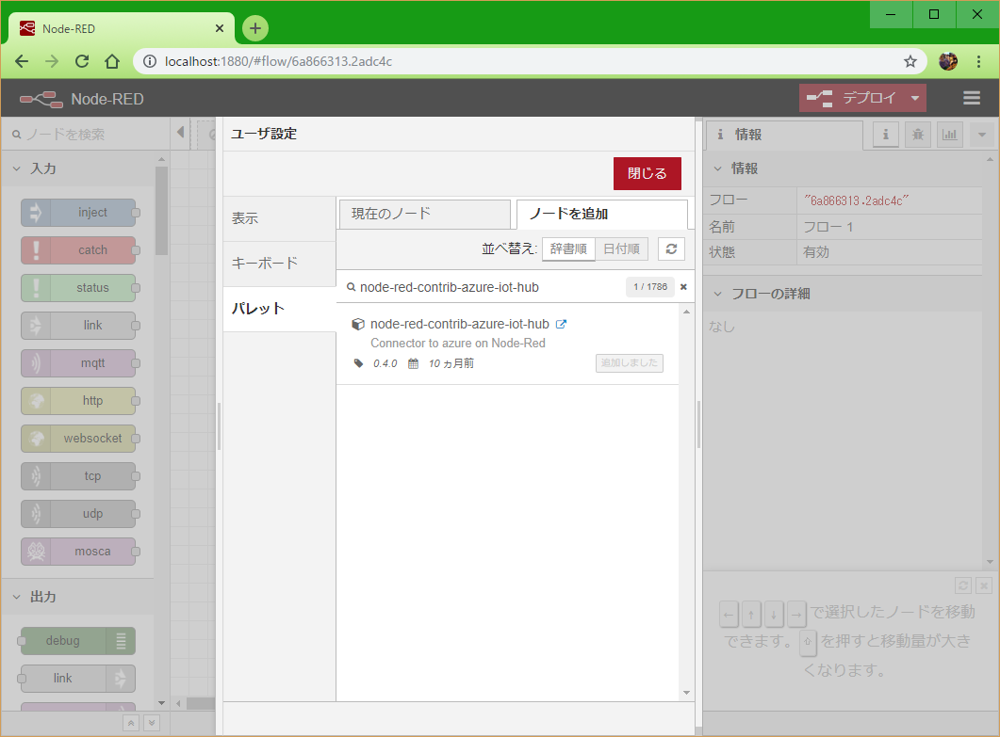 Node-RED
localhost:1880/#flow/6a866313.2adc4c
Node-RED
デプロイ
ノードを検索
入力
inject
catch
status
link
mqtt
http
websocket
tcp
udp
mosca
出力
debug
link
ユーザ設定
閉じる
表示
キーボード
パレット
現在のノード
ノードを追加
並べ替え: 辞書順 日付順
node-red-contrib-azure-iot-hub 1 / 1786
node-red-contrib-azure-iot-hub
Connector to azure on Node-Red
0.4.0 10 ヵ月前 追加しました
情報
情報
フロー "6a866313.2adc4c"
名前 フロー 1
状態 有効
フローの詳細
なし
← ↑ ↓ → で選択したノードを移動
できます。⇧ を押すと移動量が大き
くなります。